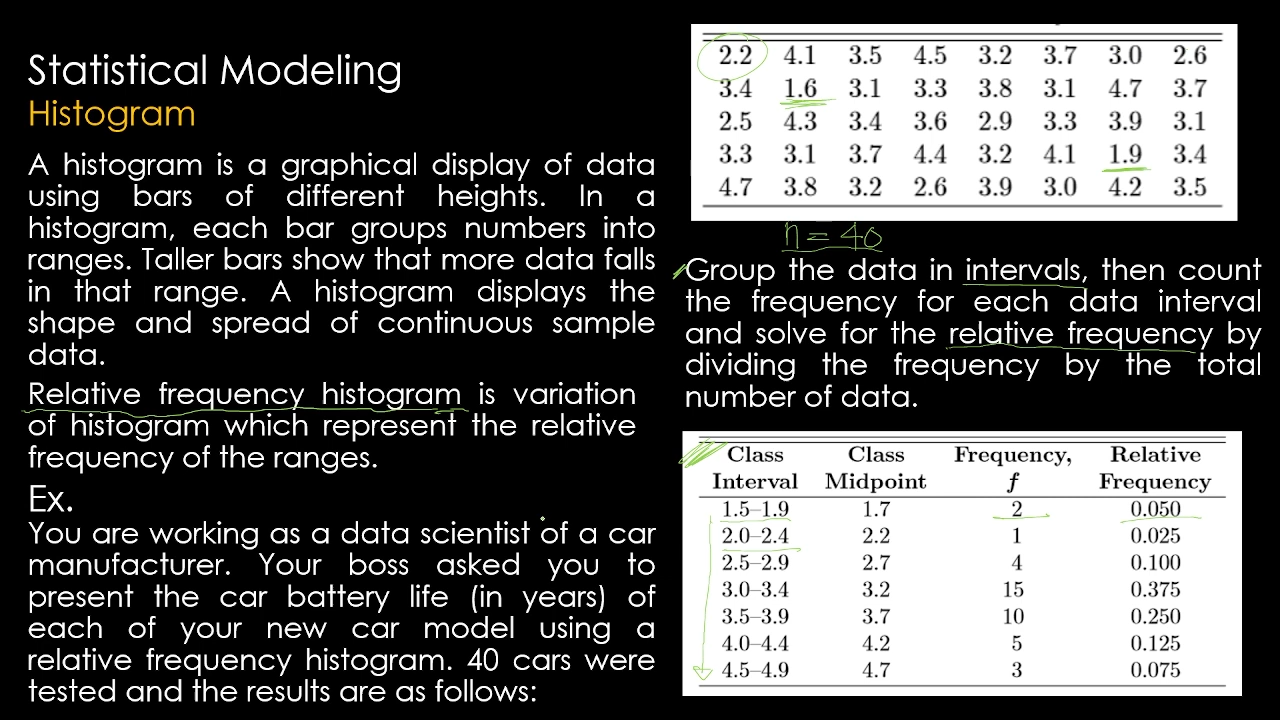 Statistical Modeling
Histogram
A histogram is a graphical display of data
using bars of different heights. In a
histogram, each bar groups numbers into
ranges. Taller bars show that more data falls
in that range. A histogram displays the
shape and spread of continuous sample
data.
Relative frequency histogram is variation
of histogram which represent the relative
frequency of the ranges.
Ex.
You are working as a data scientist of a car
manufacturer. Your boss asked you to
present the car battery life (in years) of
each of your new car model using a
relative frequency histogram. 40 cars were
tested and the results are as follows:
2.2 4.1 3.5 4.5 3.2 3.7 3.0 2.6
3.4 1.6 3.1 3.3 3.8 3.1 4.7 3.7
2.5 4.3 3.4 3.6 2.9 3.3 3.9 3.1
3.3 3.1 3.7 4.4 3.2 4.1 1.9 3.4
4.7 3.8 3.2 2.6 3.9 3.0 4.2 3.5
n = 40
Group the data in intervals, then count
the frequency for each data interval
and solve for the relative frequency by
dividing the frequency by the total
number of data.
Class Class Frequency, Relative
Interval Midpoint f Frequency
1.5–1.9 1.7 2 0.050
2.0–2.4 2.2 1 0.025
2.5–2.9 2.7 4 0.100
3.0–3.4 3.2 15 0.375
3.5–3.9 3.7 10 0.250
4.0–4.4 4.2 5 0.125
4.5–4.9 4.7 3 0.075